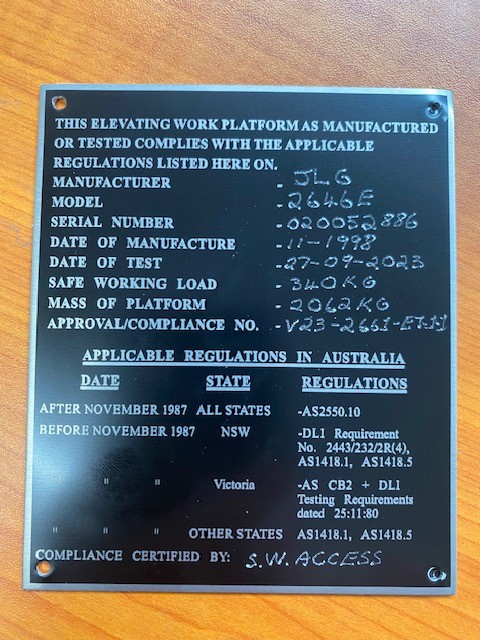 THIS ELEVATING WORK PLATFORM AS MANUFACTURED
OR TESTED COMPLIES WITH THE APPLICABLE
REGULATIONS LISTED HERE ON.
MANUFACTURER - JLG
MODEL - 2646E
SERIAL NUMBER - 020052886
DATE OF MANUFACTURE - 11-1998
DATE OF TEST - 27-09-2023
SAFE WORKING LOAD - 340KG
MASS OF PLATFORM - 2062KG
APPROVAL/COMPLIANCE NO.
APPLICABLE REGULATIONS IN AUSTRALIA
DATE STATE REGULATIONS
AFTER NOVEMBER 1987 ALL STATES -AS2550.10
BEFORE NOVEMBER 1987 NSW -DL1 Requirement
No. 2443/232/2R(4),
AS1418.1, AS1418.5
" " Victoria -AS CB2 + DL1
Testing Requirements
dated 25:11:80
" " " OTHER STATES AS1418.1, AS1418.5
COMPLIANCE CERTIFIED BY: S.W. ACCESS